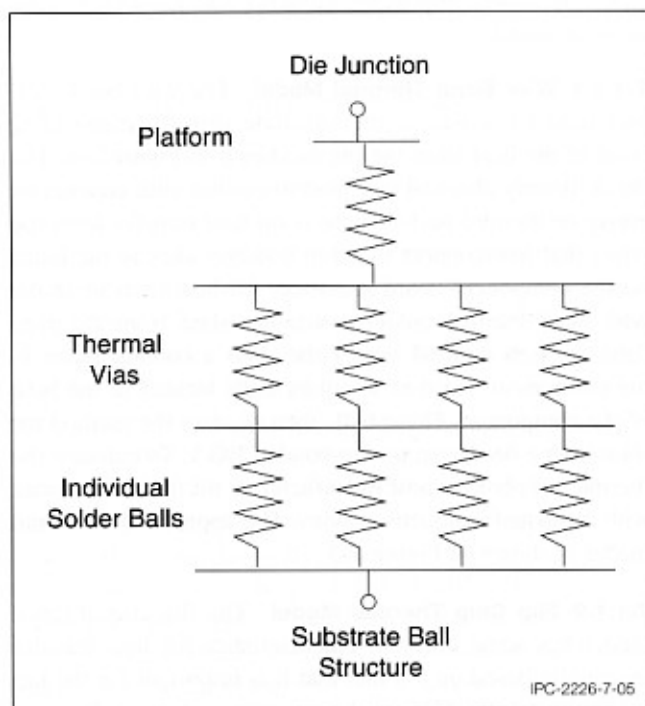 Die Junction
Platform
Thermal
Vias
Individual
Solder Balls
Substrate Ball
Structure
IPC-2226-7-05